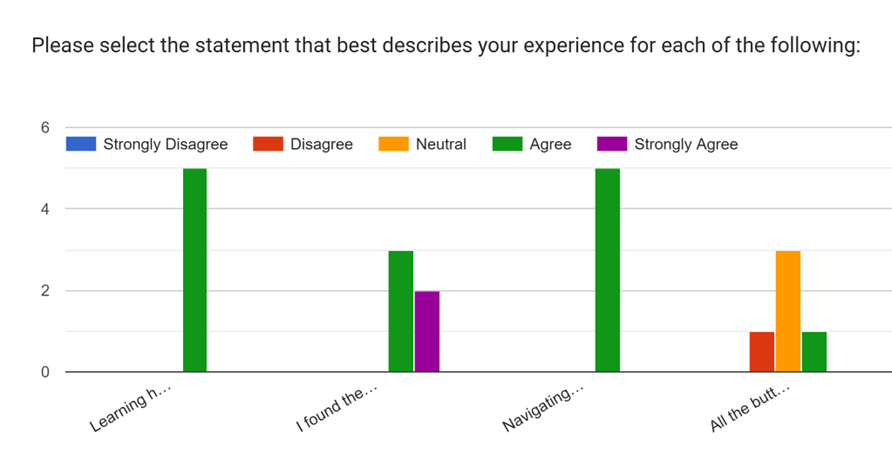 Please select the statement that best describes your experience for each of the following:
6
Strongly Disagree Disagree Neutral Agree Strongly Agree
4
2
0
Learning h...
I found the...
Navigating...
All the butt...